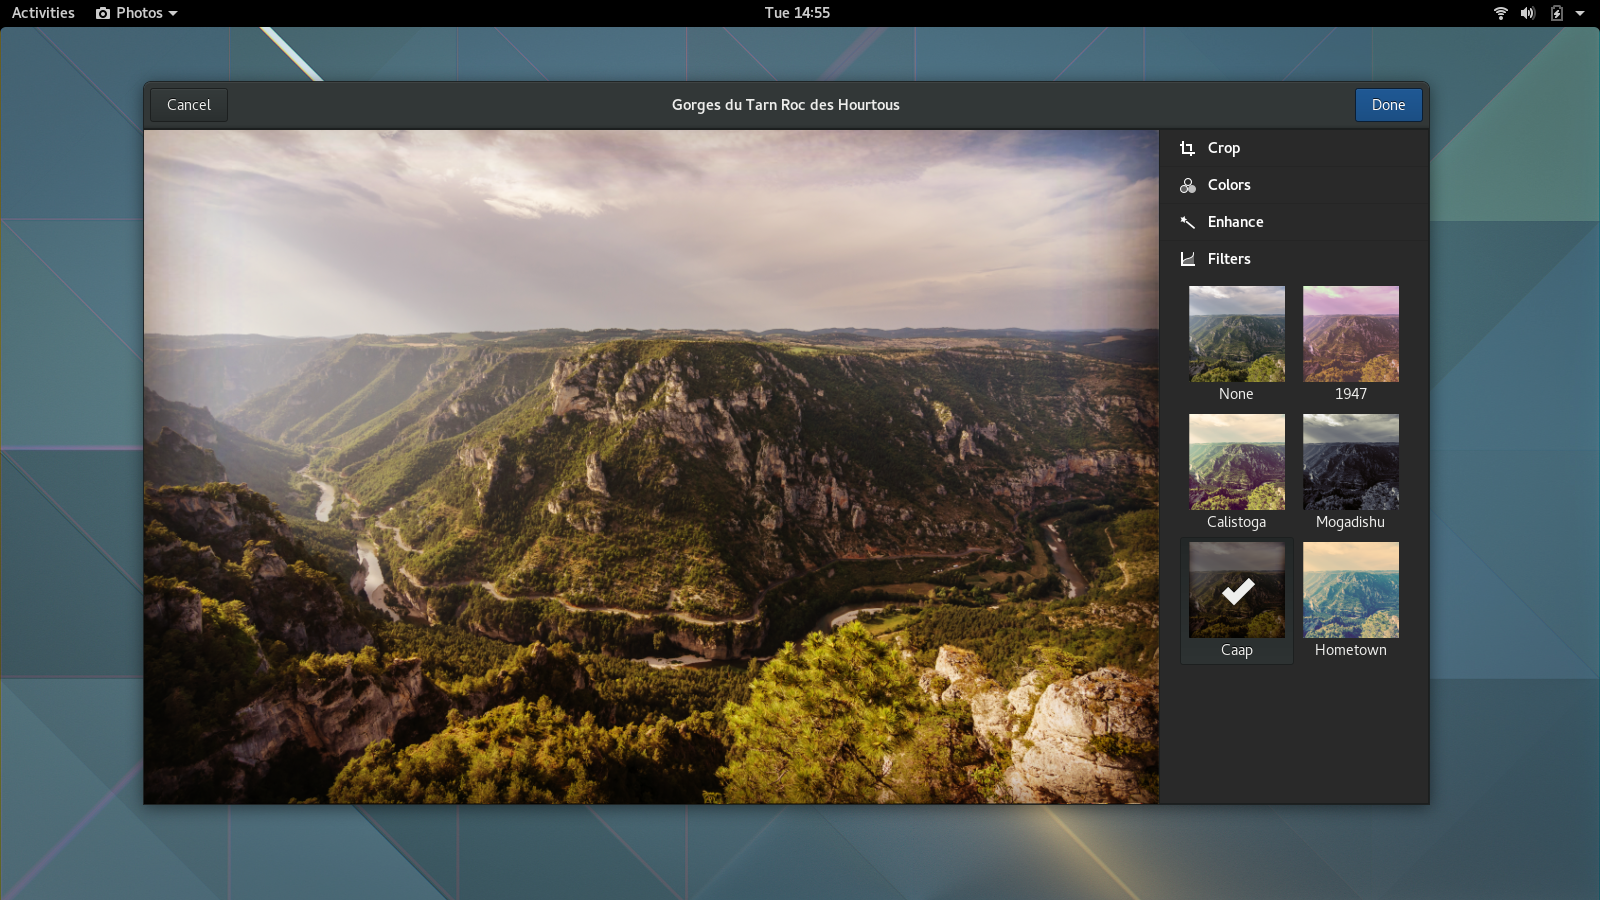 Activities Photos Tue 14:55
Cancel Gorges du Tarn Roc des Hourtous Done
Crop
Colors
Enhance
Filters
None 1947
Calistoga Mogadishu
Caap Hometown